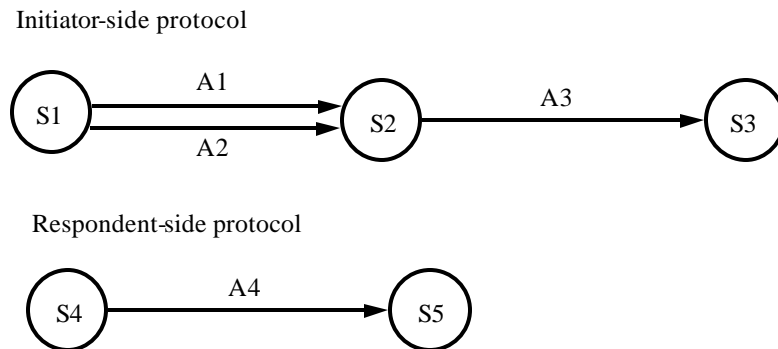 Initiator-side protocol
A1
S1
A2
S2
A3
S3
Respondent-side protocol
S4
A4
S5